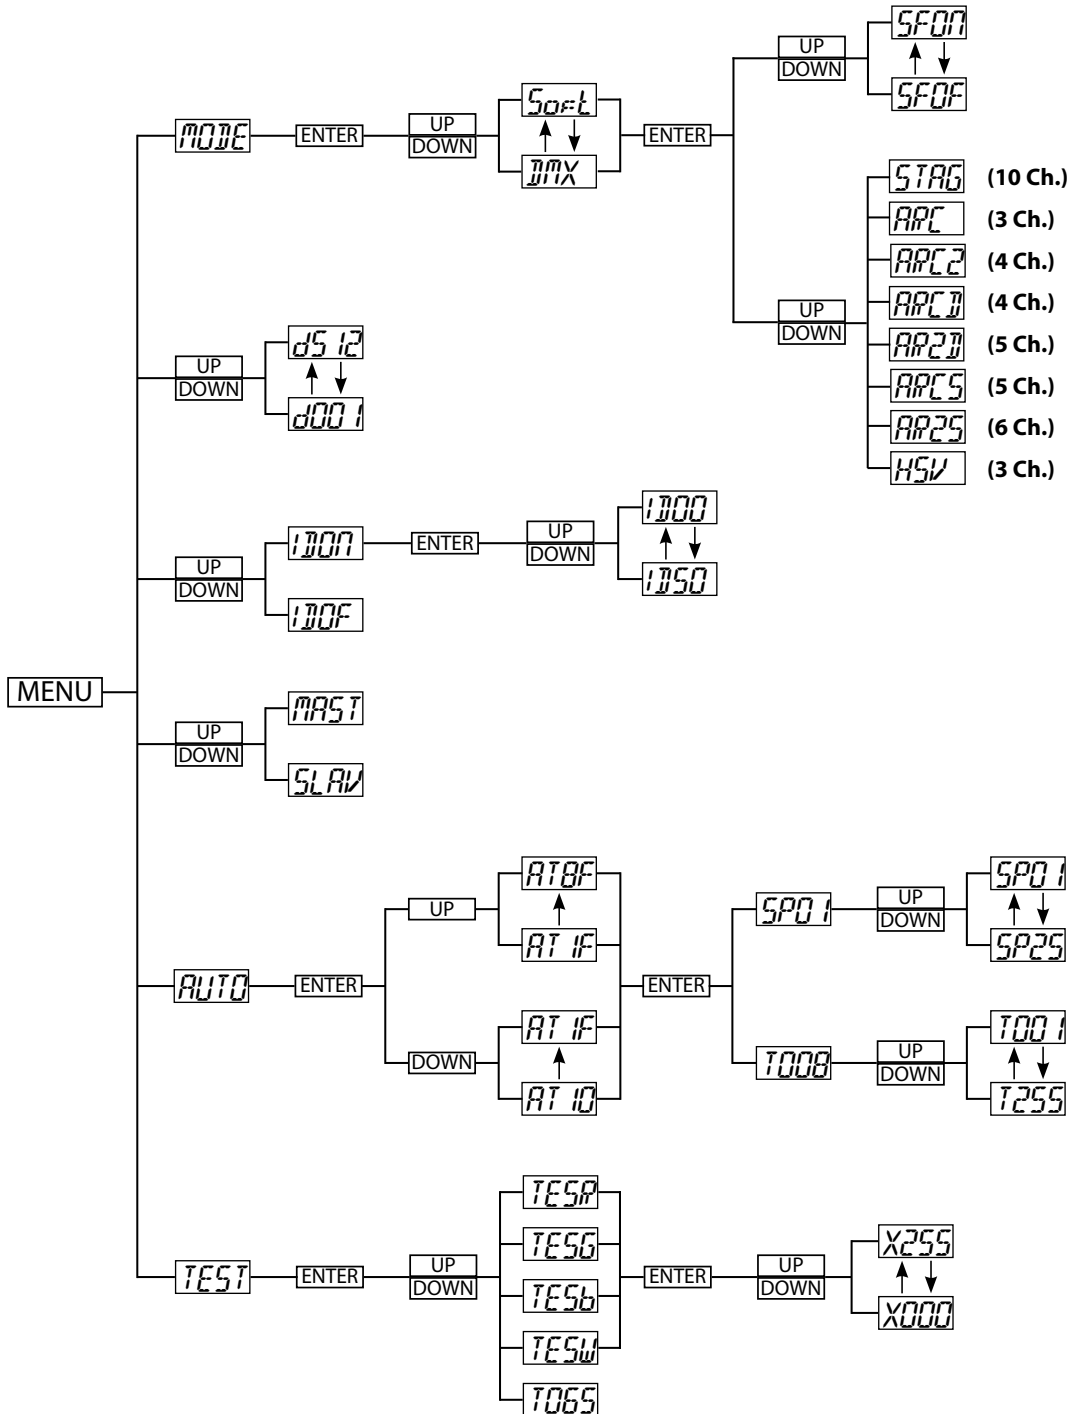 SFON
UP
DOWN
SFOF
MODE
ENTER
UP
DOWN
Soft
DMX
ENTER
STAG (10 Ch.)
ARC (3 Ch.)
ARC2 (4 Ch.)
ARCD (4 Ch.)
UP
DOWN
AR2D (5 Ch.)
ARCS (5 Ch.)
AR2S (6 Ch.)
HSV (3 Ch.)
UP
DOWN
d512
d001
UP
DOWN
IDON
ENTER
UP
DOWN
ID00
ID50
IDOF
MENU
UP
DOWN
MAST
SLAV
AUTO
ENTER
UP
AT8F
AT1F
DOWN
AT1F
AT10
ENTER
SP01
UP
DOWN
SP01
SP25
T008
UP
DOWN
T001
T255
TEST
ENTER
UP
DOWN
TESR
TESG
TESb
TESW
T065
ENTER
UP
DOWN
X255
X000